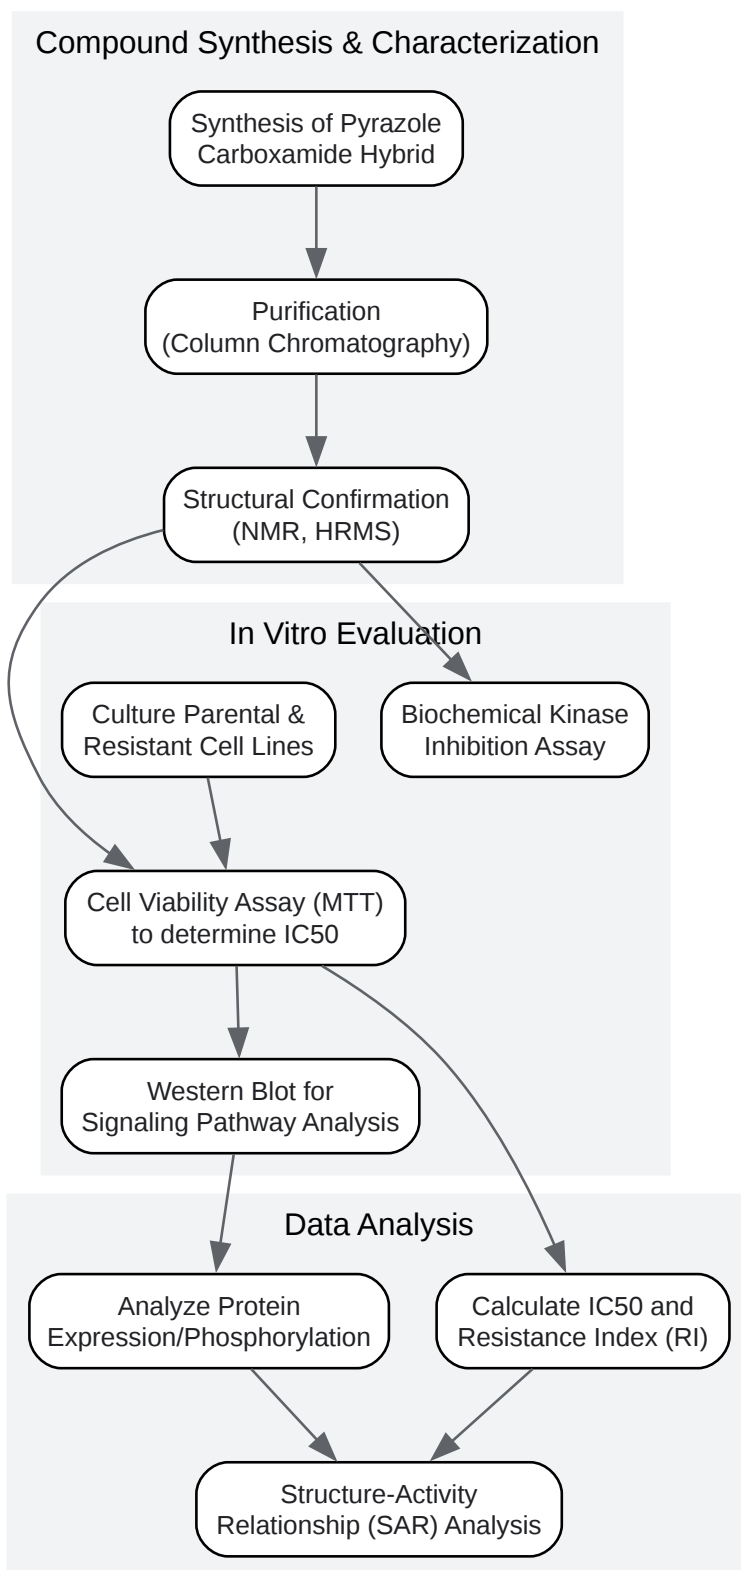 Compound Synthesis & Characterization
Synthesis of Pyrazole
Carboxamide Hybrid
Purification
(Column Chromatography)
Structural Confirmation
(NMR, HRMS)
In Vitro Evaluation
Culture Parental &
Resistant Cell Lines
Biochemical Kinase
Inhibition Assay
Cell Viability Assay (MTT)
to determine IC50
Western Blot for
Signaling Pathway Analysis
Data Analysis
Analyze Protein
Expression/Phosphorylation
Calculate IC50 and
Resistance Index (RI)
Structure-Activity
Relationship (SAR) Analysis